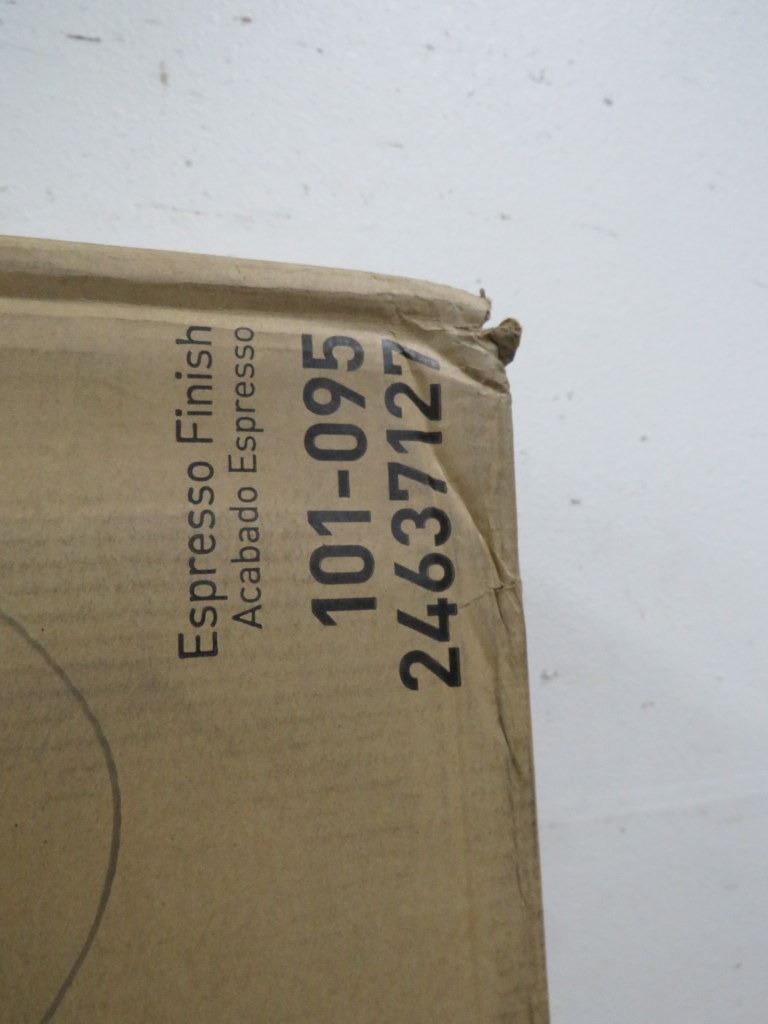 Espresso Finish
Acabado Espresso
101-095
24637127